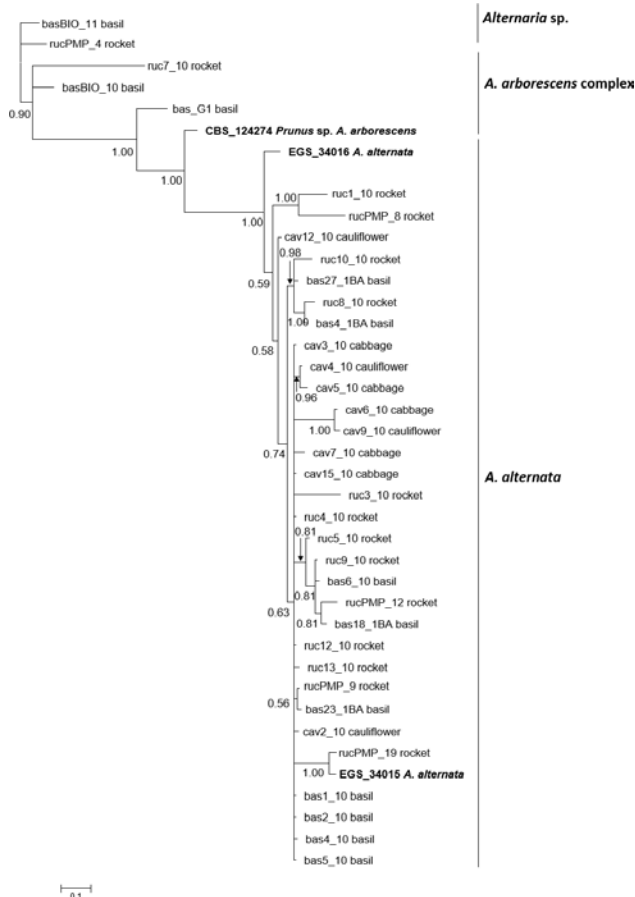 basBIO_11 basil
Alternaria sp.
rucPMP_4 rocket
ruc7_10 rocket
A. arborescens complex
basBIO_10 basil
0.90
bas_G1 basil
CBS_124274 Prunus sp. A. arborescens
1.00
EGS_34016 A. alternata
1.00
ruc1_10 rocket
1.00
rucPMP_8 rocket
1.00
cav12_10 cauliflower
0.98
ruc10_10 rocket
bas27_1BA basil
0.59
ruc8_10 rocket
1.00
bas4_1BA basil
cav3_10 cabbage
0.58
cav4_10 cauliflower
cav5_10 cabbage
0.96
cav6_10 cabbage
1.00
cav9_10 cauliflower
0.74
cav7_10 cabbage
cav15_10 cabbage
A. alternata
ruc3_10 rocket
ruc4_10 rocket
0.81
ruc5_10 rocket
ruc9_10 rocket
bas6_10 basil
0.81
rucPMP_12 rocket
0.63
0.81
bas18_1BA basil
ruc12_10 rocket
ruc13_10 rocket
rucPMP_9 rocket
0.56
bas23_1BA basil
cav2_10 cauliflower
rucPMP_19 rocket
1.00
EGS_34015 A. alternata
bas1_10 basil
bas2_10 basil
bas4_10 basil
bas5_10 basil
0.1